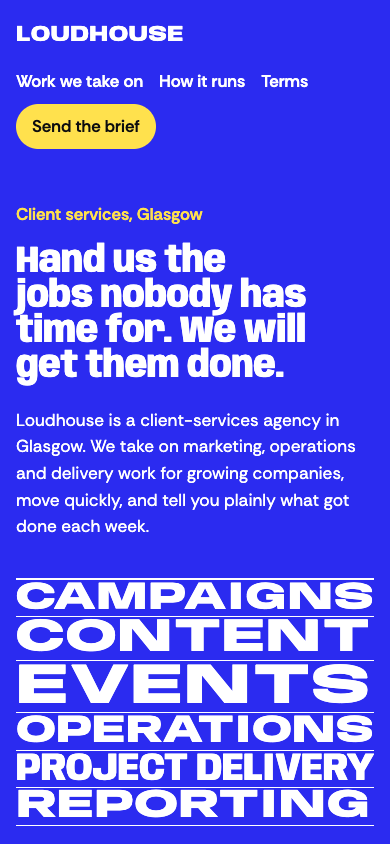 LOUDHOUSE
Work we take on How it runs Terms
Send the brief
Client services, Glasgow
Hand us the
jobs nobody has
time for. We will
get them done.
Loudhouse is a client-services agency in
Glasgow. We take on marketing, operations
and delivery work for growing companies,
move quickly, and tell you plainly what got
done each week.
CAMPAIGNS
CONTENT
EVENTS
OPERATIONS
PROJECT DELIVERY
REPORTING